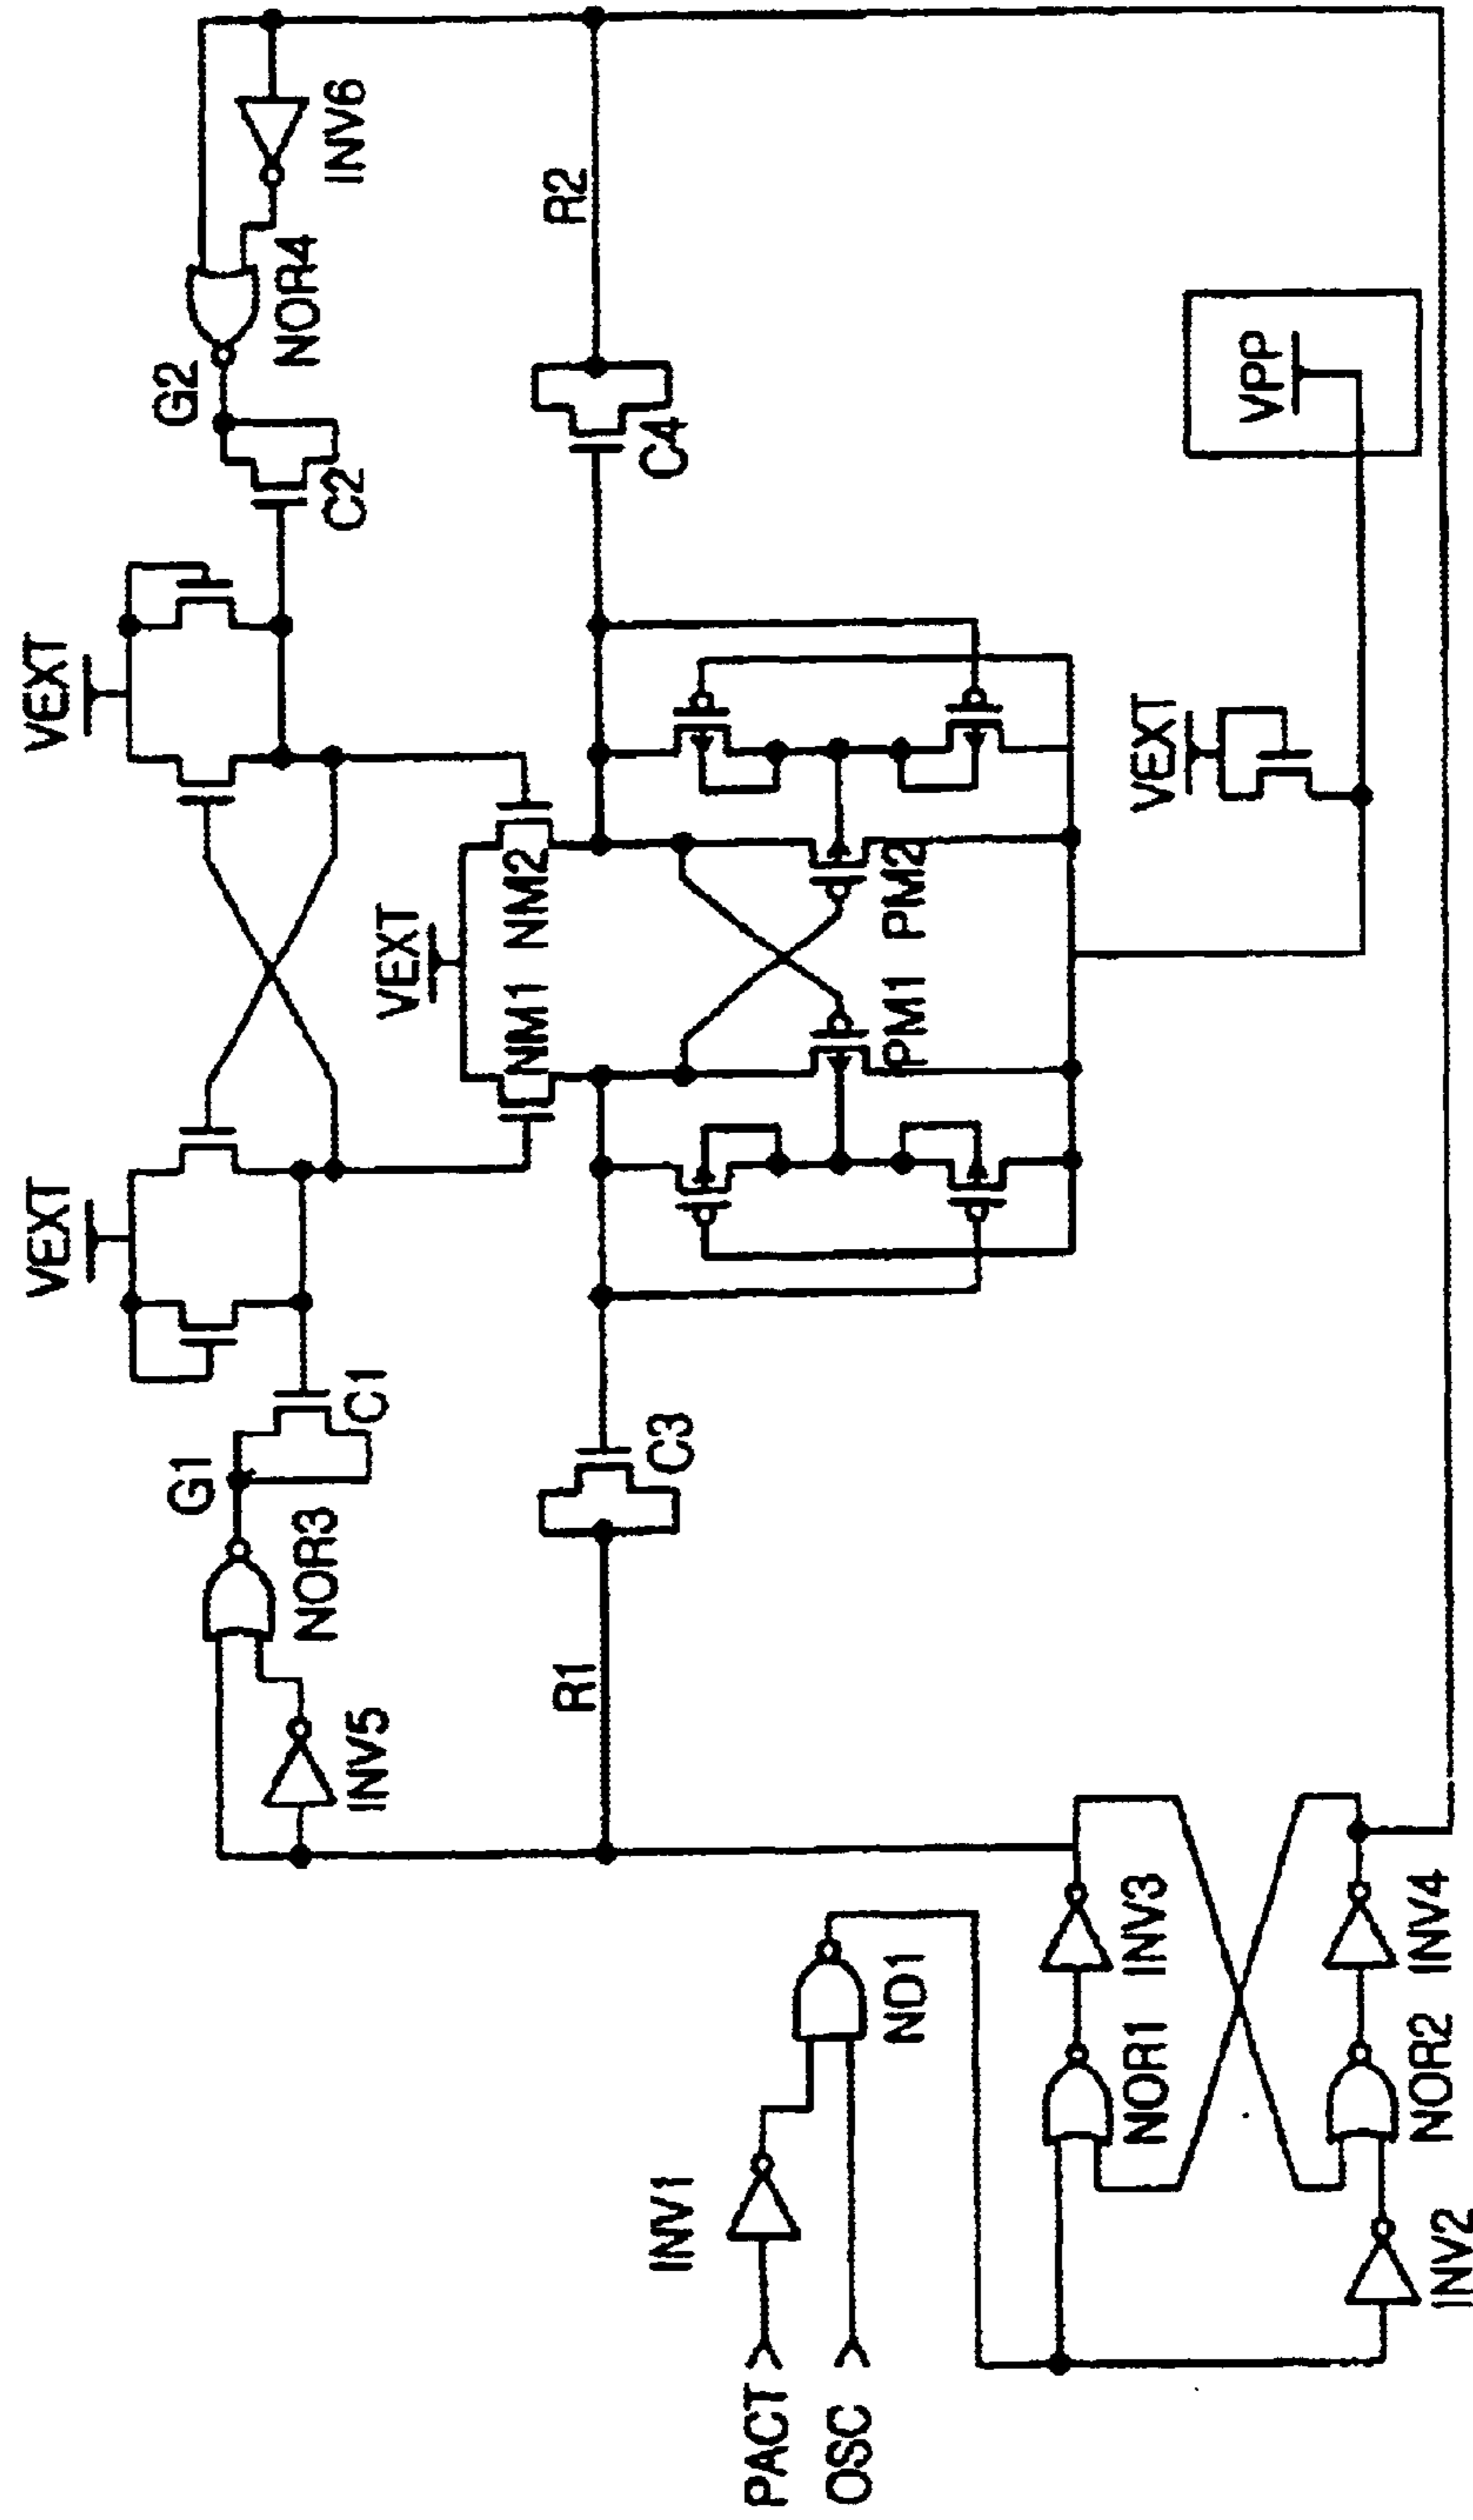 VEXT
VEXT
G1
G2
NOR3
C1
C2
NOR4
INV5
INV6
VEXT
NM1
NM2
R1
R2
C3
C4
PM1
PM2
INV1
PACT
OSC
ND1
VEXT
VPP
NOR1
INV3
INV2
NOR2
INV4